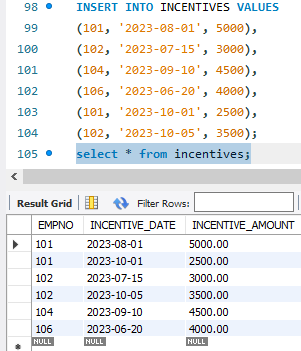 98 INSERT INTO INCENTIVES VALUES
99 (101, '2023-08-01', 5000),
100 (102, '2023-07-15', 3000),
101 (104, '2023-09-10', 4500),
102 (106, '2023-06-20', 4000),
103 (101, '2023-10-01', 2500),
104 (102, '2023-10-05', 3500);
105 select * from incentives;
Result Grid Filter Rows:
EMPNO INCENTIVE_DATE INCENTIVE_AMOUNT
101 2023-08-01 5000.00
101 2023-10-01 2500.00
102 2023-07-15 3000.00
102 2023-10-05 3500.00
104 2023-09-10 4500.00
106 2023-06-20 4000.00
NULL NULL NULL